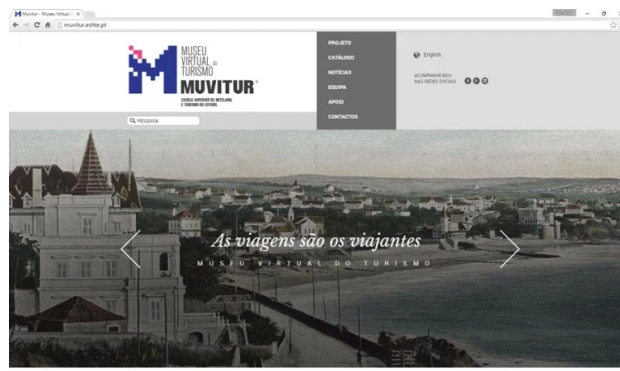 Muvitur - Museu Virtual
muvitur.eshte.pt
MUSEU
VIRTUAL DO
TURISMO
MUVITUR®
ESCOLA SUPERIOR DE HOTELARIA
E TURISMO DO ESTORIL
PESQUISA
PROJETO
CATÁLOGO
NOTÍCIAS
EQUIPA
APOIO
CONTACTOS
English
ACOMPANHE-NOS
NAS REDES SOCIAIS
As viagens são os viajantes
MUSEU VIRTUAL DO TURISMO